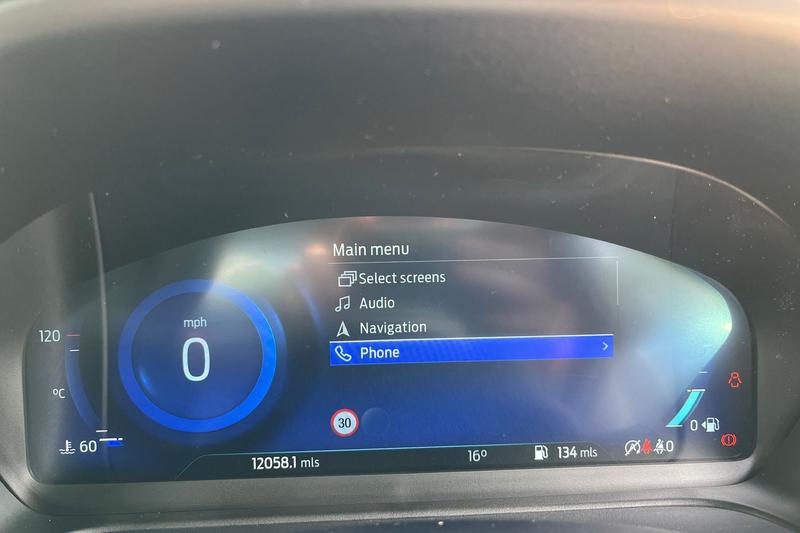 Main menu
Select screens
Audio
mph
Navigation
120
0
Phone
>
°C
30
0
60
12058.1 mls
16°
134 mls
0